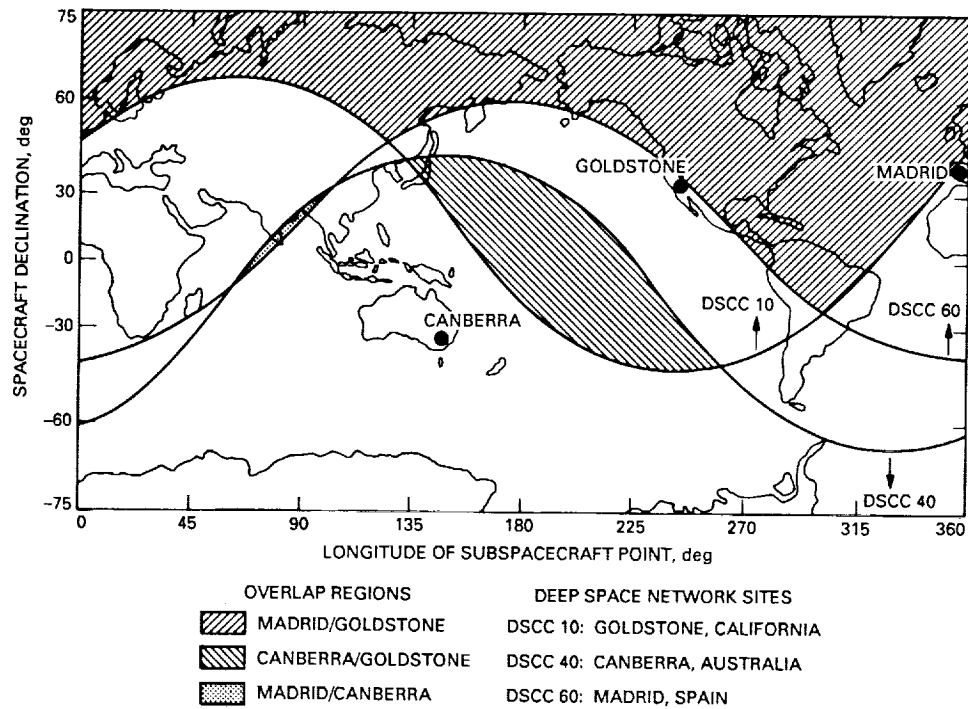 75
60
30
0
−30
−60
−75
SPACECRAFT DECLINATION, deg
GOLDSTONE
MADRID
CANBERRA
DSCC 10
DSCC 60
DSCC 40
0
45
90
135
180
225
270
315
360
LONGITUDE OF SUBSPACECRAFT POINT, deg
OVERLAP REGIONS
MADRID/GOLDSTONE
CANBERRA/GOLDSTONE
MADRID/CANBERRA
DEEP SPACE NETWORK SITES
DSCC 10: GOLDSTONE, CALIFORNIA
DSCC 40: CANBERRA, AUSTRALIA
DSCC 60: MADRID, SPAIN